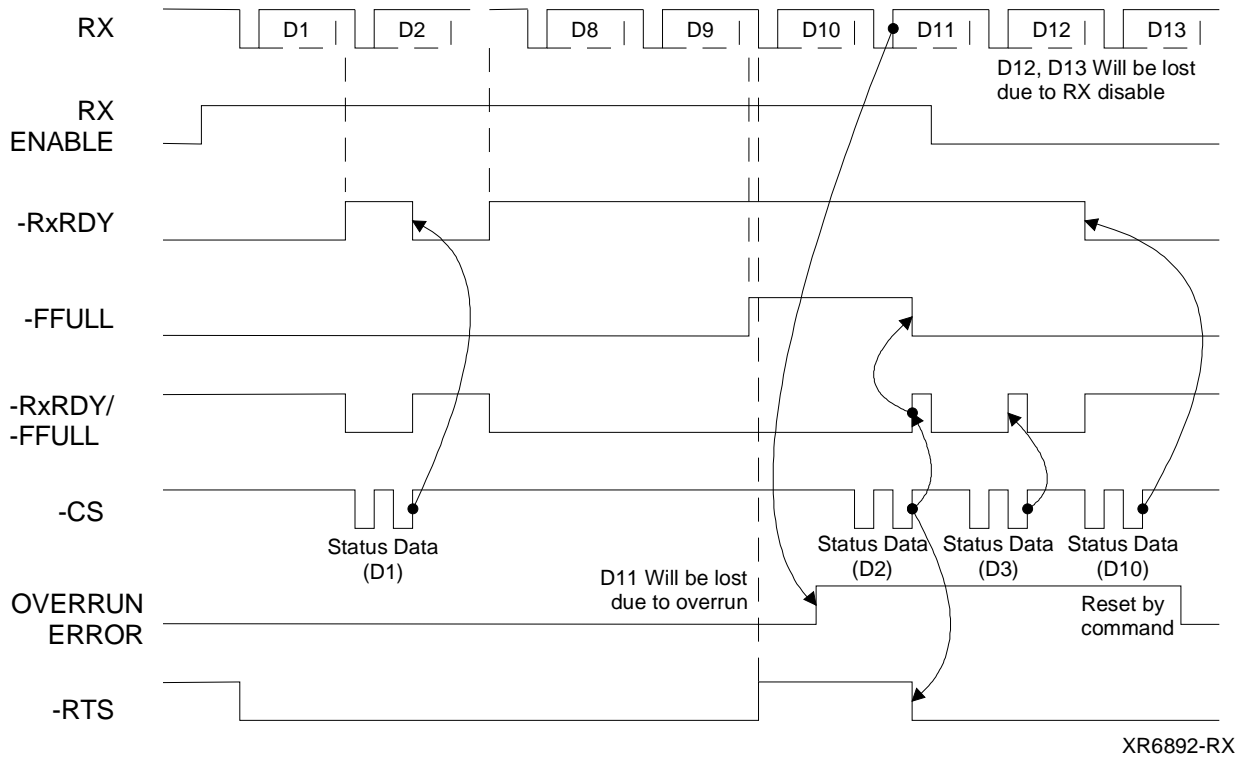 RX
D1
D2
D8
D9
D10
D11
D12
D13
D12, D13 Will be lost
due to RX disable
RX
ENABLE
-RxRDY
-FFULL
-RxRDY/
-FFULL
-CS
Status Data
(D1)
Status Data
(D2)
Status Data
(D3)
Status Data
(D10)
D11 Will be lost
due to overrun
OVERRUN
ERROR
Reset by
command
-RTS
XR6892-RX